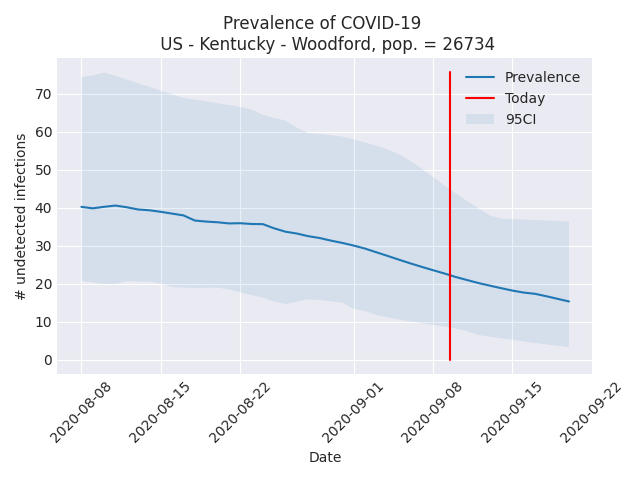 Prevalence of COVID-19
US - Kentucky - Woodford, pop. = 26734
Prevalence
Today
95CI
# undetected infections
70
60
50
40
30
20
10
0
2020-08-08
2020-08-15
2020-08-22
2020-09-01
2020-09-08
2020-09-15
2020-09-22
Date